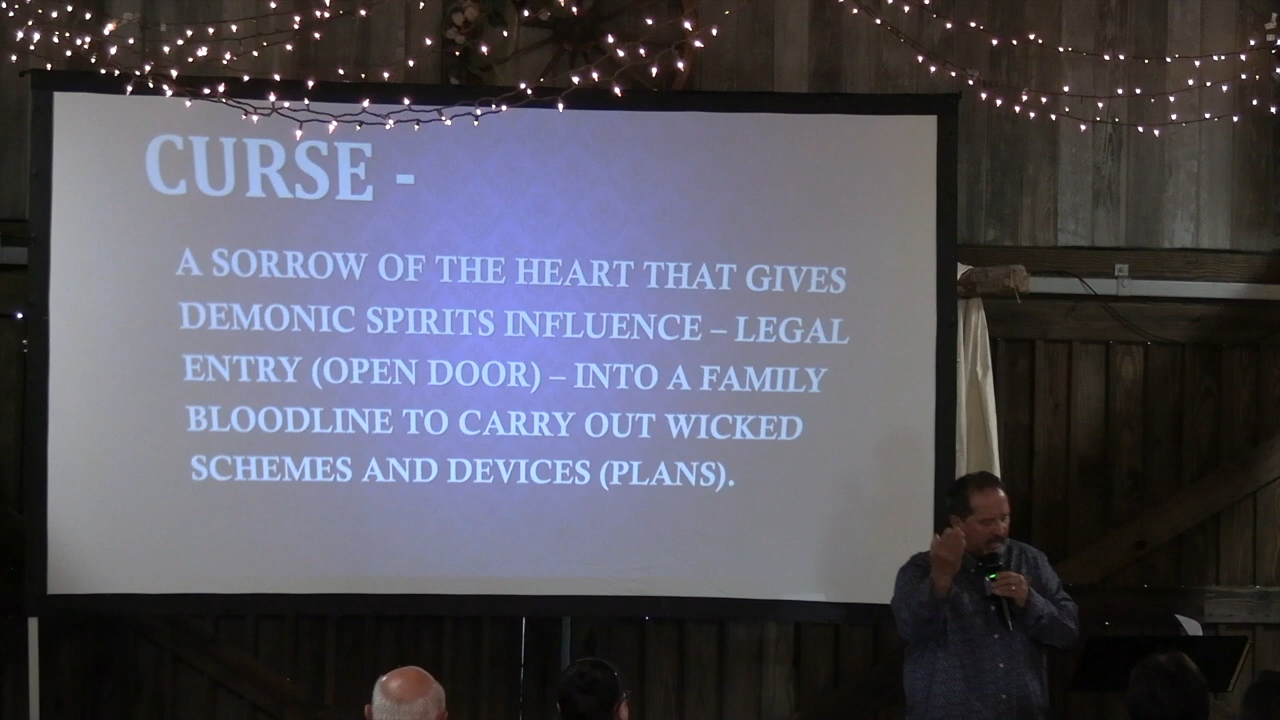 CURSE -
A SORROW OF THE HEART THAT GIVES
DEMONIC SPIRITS INFLUENCE – LEGAL
ENTRY (OPEN DOOR) – INTO A FAMILY
BLOODLINE TO CARRY OUT WICKED
SCHEMES AND DEVICES (PLANS).